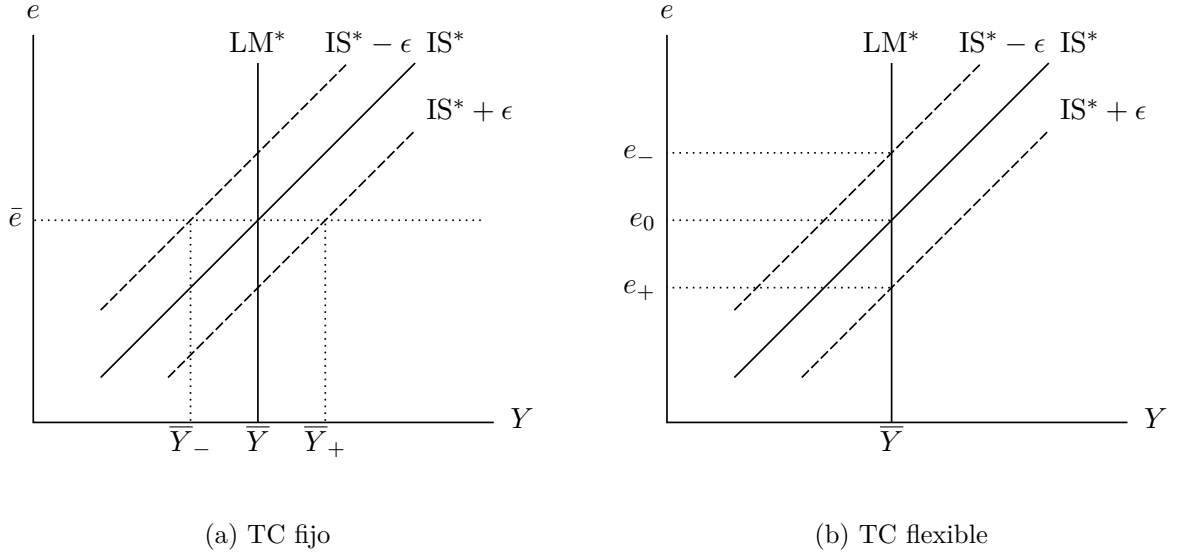 e
LM* IS* − ϵ IS*
IS* + ϵ
ē
Y̅₋ Y̅ Y̅₊ Y
(a) TC fijo
e
LM* IS* − ϵ IS*
IS* + ϵ
e₋
e₀
e₊
Y̅ Y
(b) TC flexible